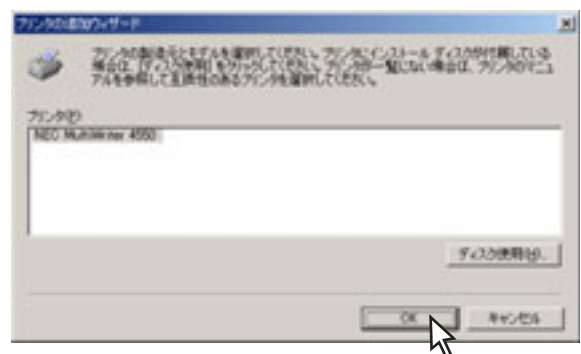 プリンタの追加ウィザード
プリンタの製造元とモデルを選択してください。プリンタにインストール ディスクが付属している
場合は、[ディスク使用] をクリックしてください。プリンタが一覧にない場合は、プリンタのマニュ
アルを参照して互換性のあるプリンタを選択してください。
プリンタ(P)
NEC MultiWriter 4550
ディスク使用(H)...
OK
キャンセル